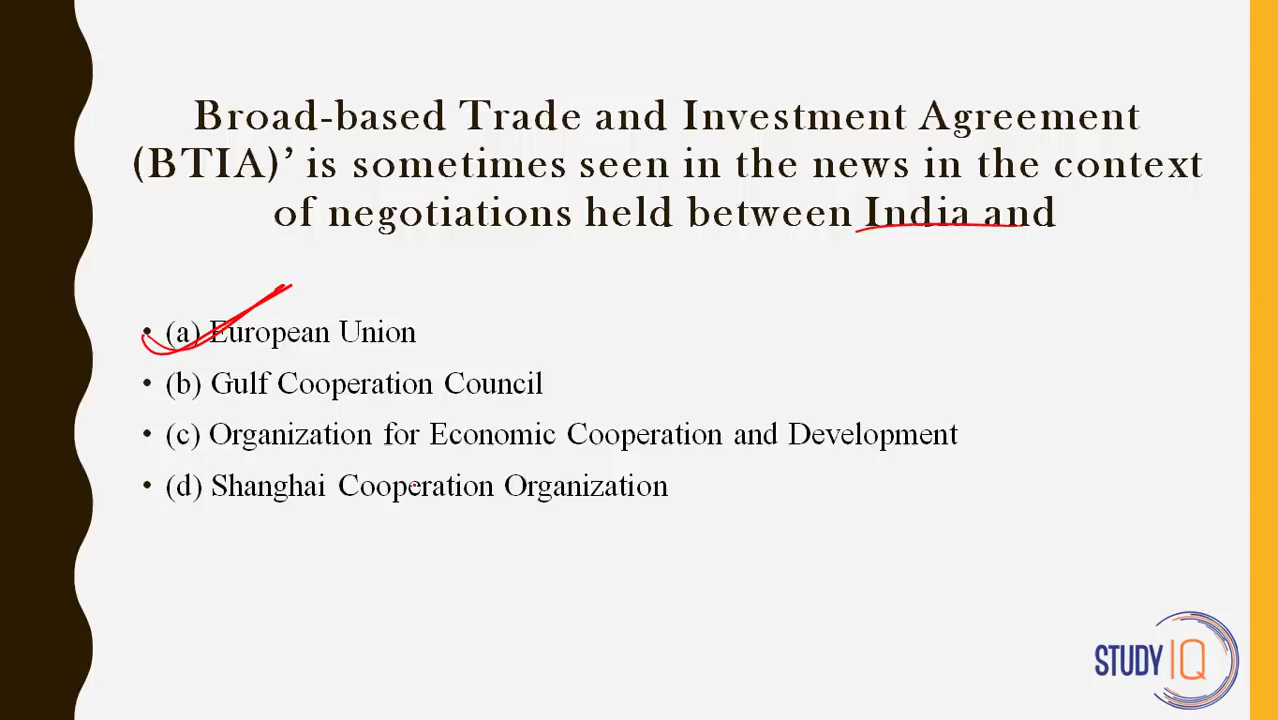 Broad-based Trade and Investment Agreement
(BTIA)’ is sometimes seen in the news in the context
of negotiations held between India and
• (a) European Union
• (b) Gulf Cooperation Council
• (c) Organization for Economic Cooperation and Development
• (d) Shanghai Cooperation Organization
STUDY IQ